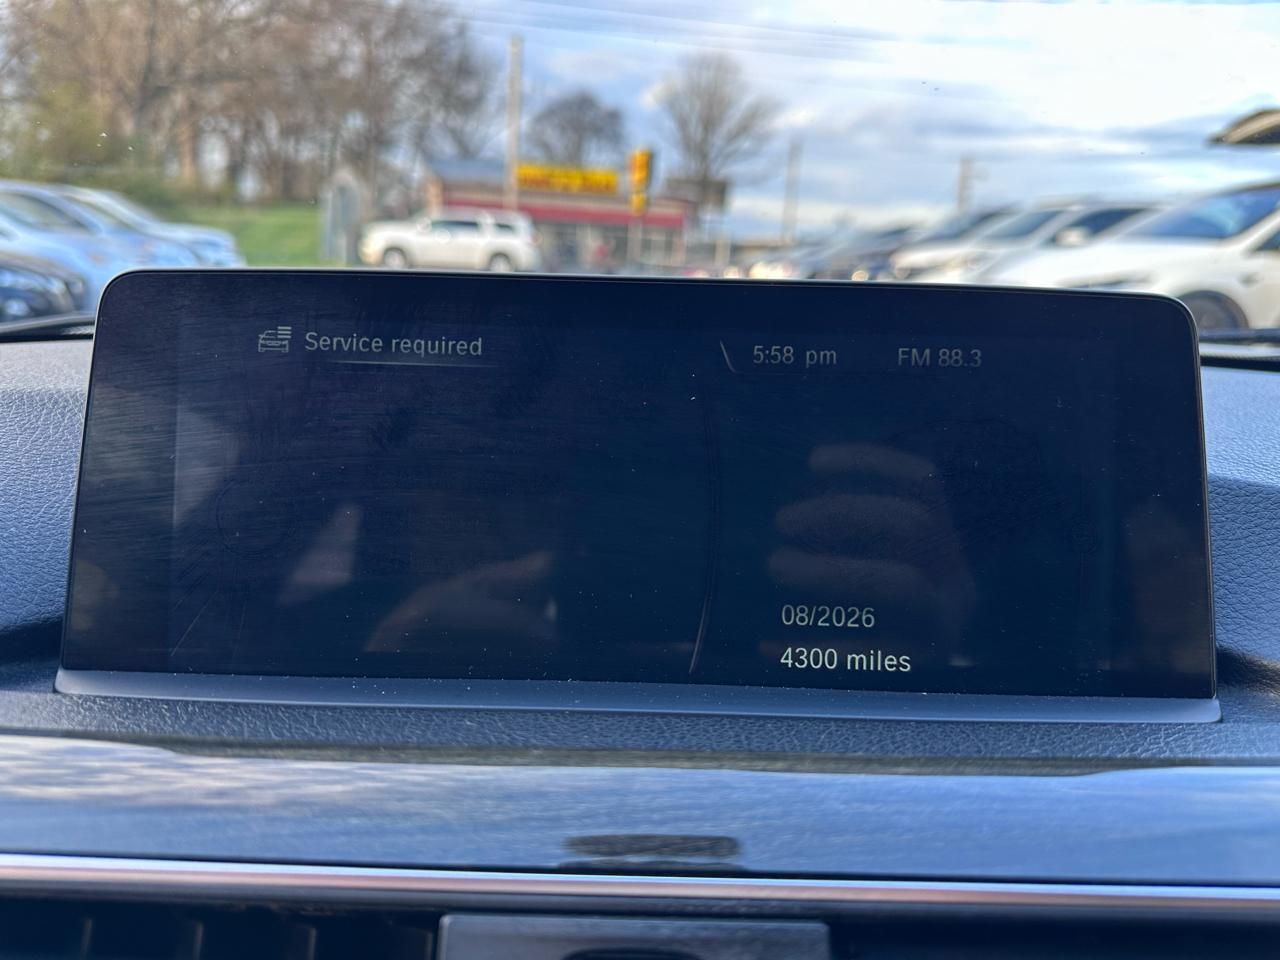 Service required
5:58 pm
FM 88.3
08/2026
4300 miles